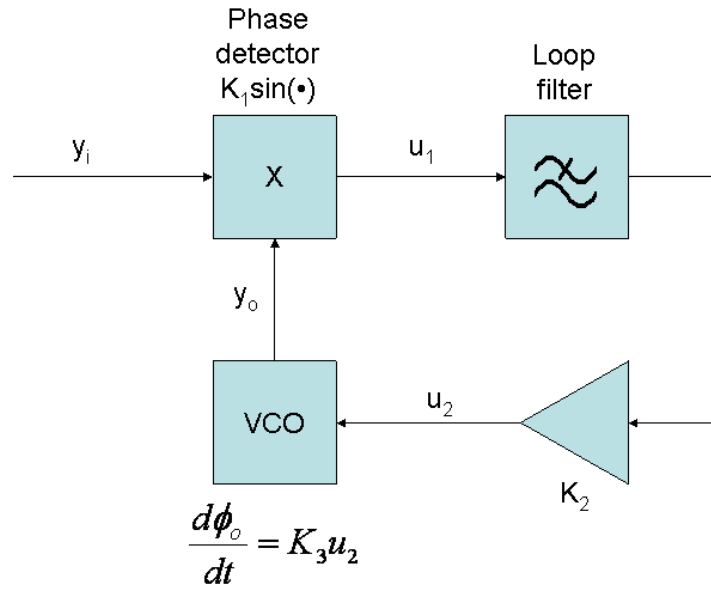 Phase
detector
K₁sin(•)
Loop
filter
yᵢ
X
u₁
yₒ
VCO
u₂
K₂
dϕₒ/dt = K₃u₂